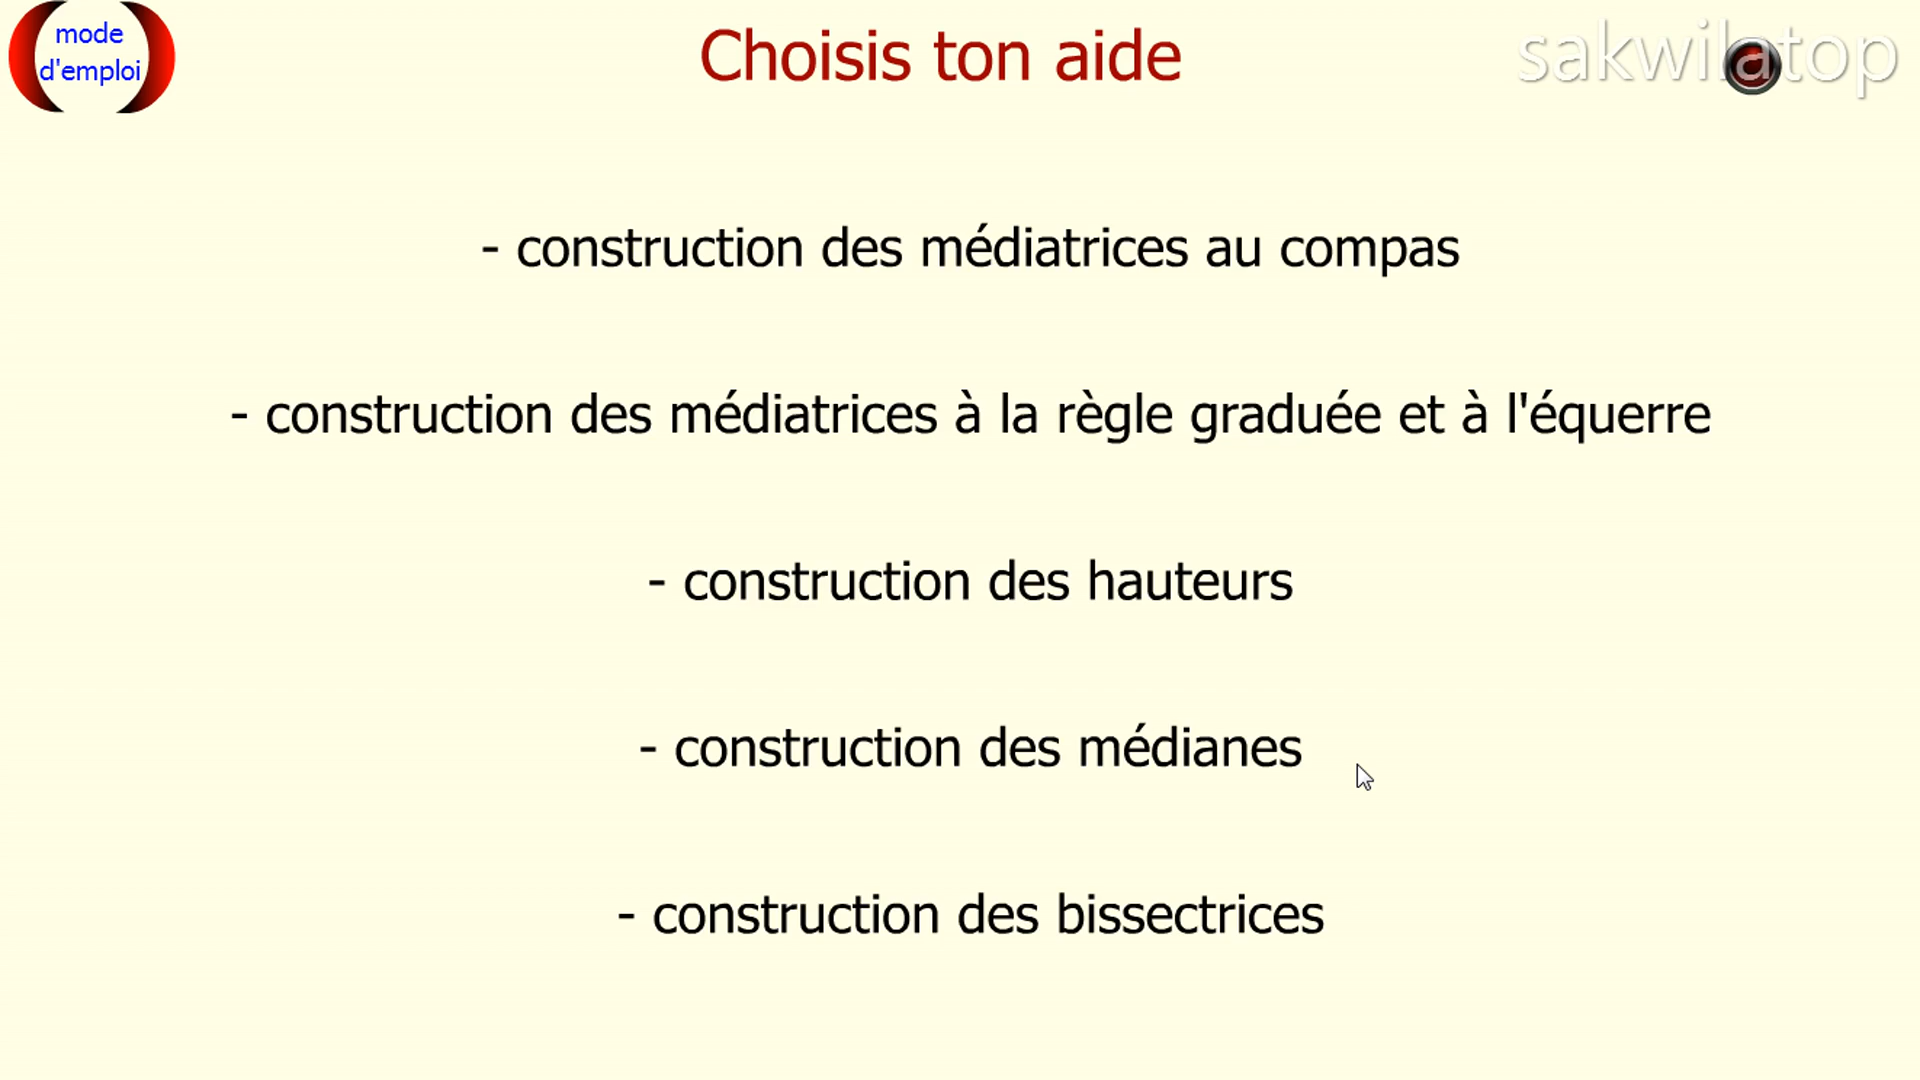 mode
d'emploi
Choisis ton aide
sakwilatop
- construction des médiatrices au compas
- construction des médiatrices à la règle graduée et à l'équerre
- construction des hauteurs
- construction des médianes
- construction des bissectrices